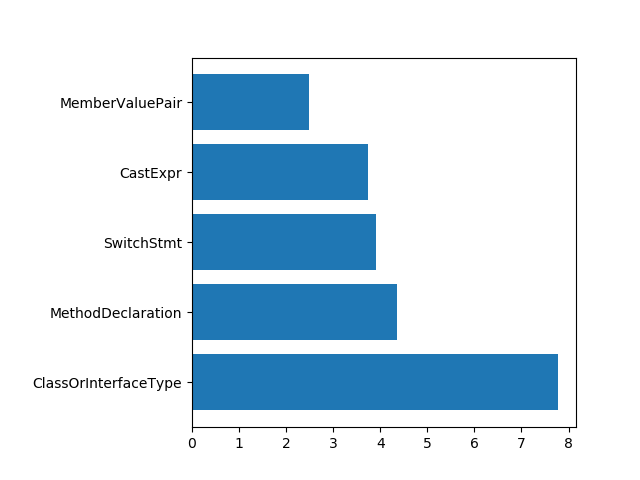 MemberValuePair
CastExpr
SwitchStmt
MethodDeclaration
ClassOrInterfaceType
0 1 2 3 4 5 6 7 8